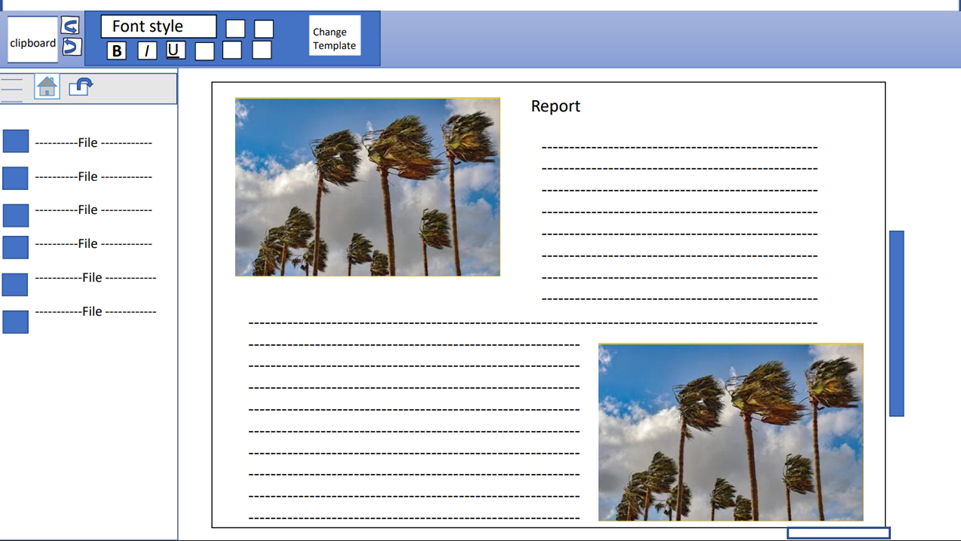 Font style
clipboard
B I U
Change
Template
Report
----------File ------------
----------File ------------
----------File ------------
----------File ------------
-----------File ------------
-----------File ------------